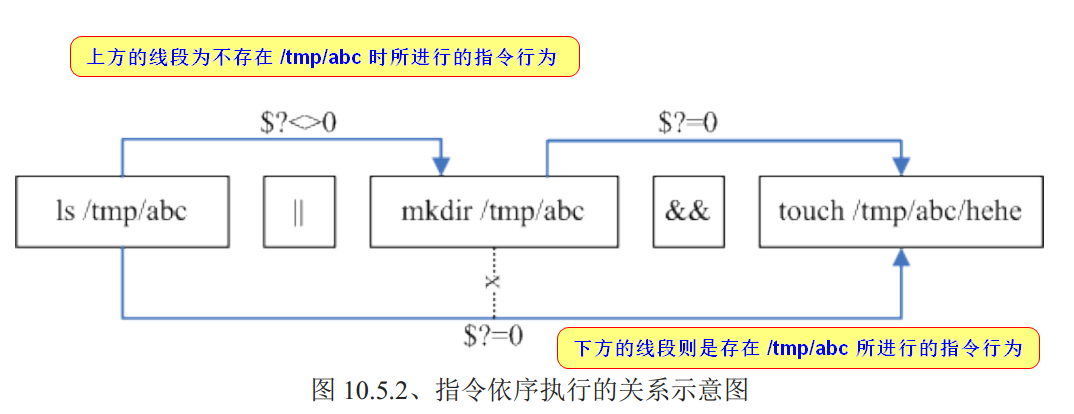 上方的线段为不存在 /tmp/abc 时所进行的指令行为
$?<>0
$?=0
ls /tmp/abc
||
mkdir /tmp/abc
&&
touch /tmp/abc/hehe
x
$?=0
下方的线段则是存在 /tmp/abc 所进行的指令行为
图 10.5.2、指令依序执行的关系示意图